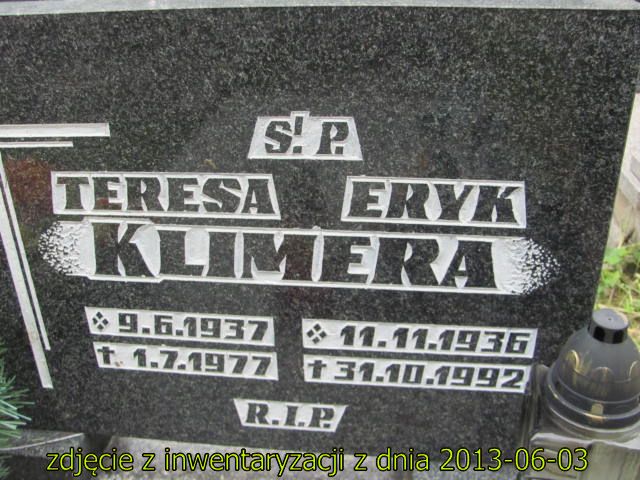 Ś. P.
TERESA ERYK
KLIMERA
9.6.1937 11.11.1936
† 1.7.1977 † 31.10.1992
R.I.P.
zdjęcie z inwentaryzacji z dnia 2013-06-03